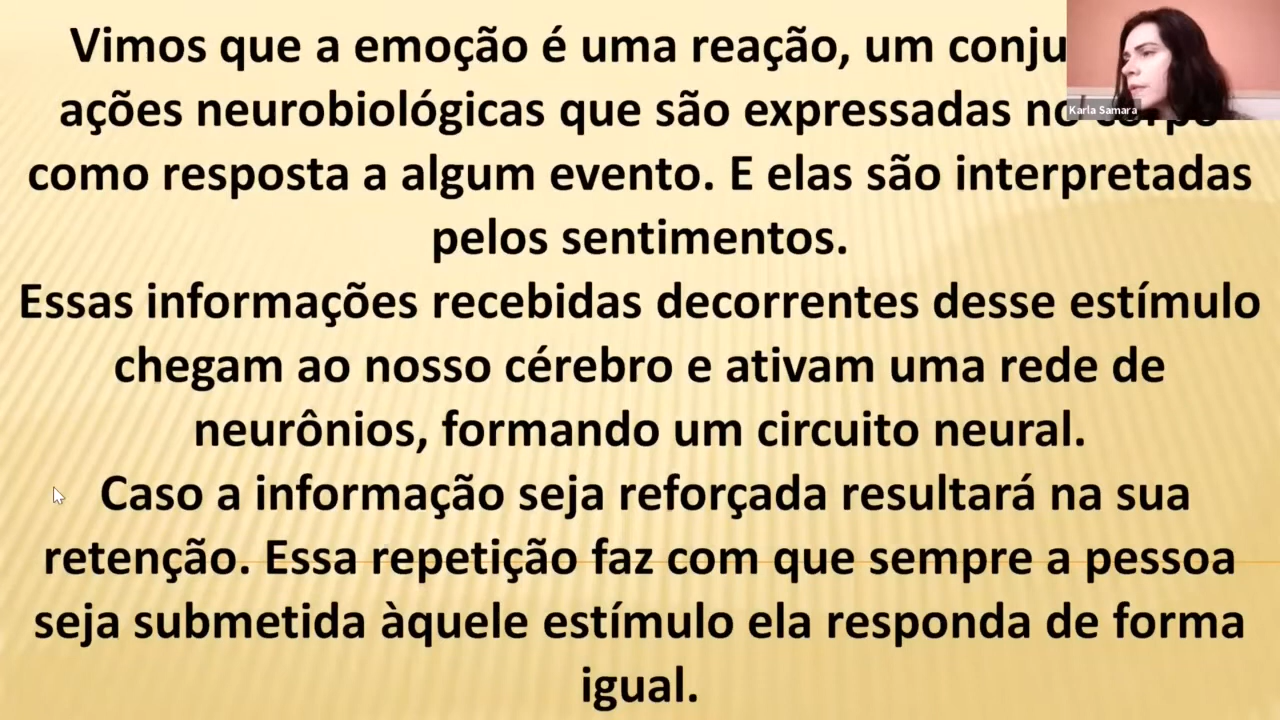 Vimos que a emoção é uma reação, um conju
Karla Samara
ações neurobiológicas que são expressadas no corpo
como resposta a algum evento. E elas são interpretadas
pelos sentimentos.
Essas informações recebidas decorrentes desse estímulo
chegam ao nosso cérebro e ativam uma rede de
neurônios, formando um circuito neural.
Caso a informação seja reforçada resultará na sua
retenção. Essa repetição faz com que sempre a pessoa
seja submetida àquele estímulo ela responda de forma
igual.